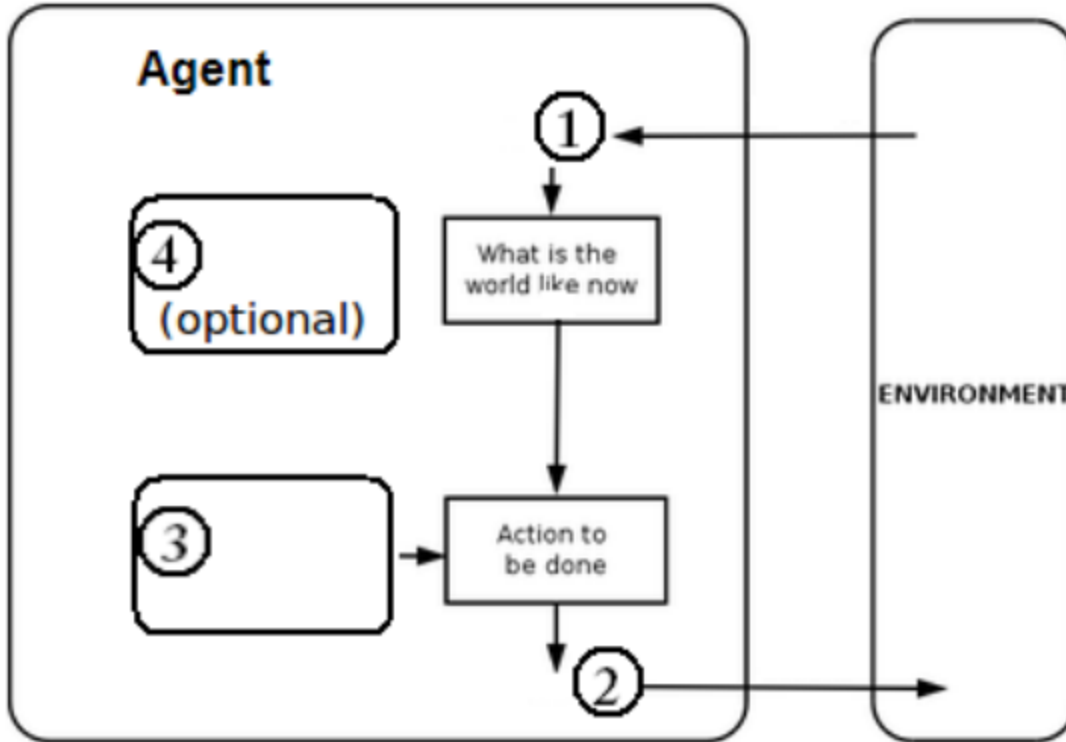 Agent
1
4
(optional)
What is the
world like now
ENVIRONMENT
3
Action to
be done
2